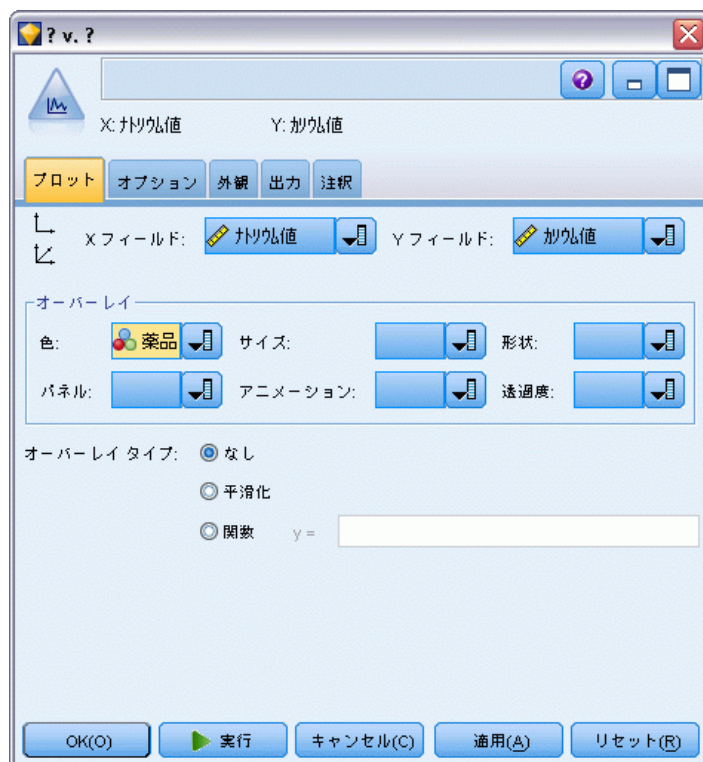 ? v. ?
X: ﾅﾄﾘｳﾑ値 Y: ｶﾘｳﾑ値
プロット オプション 外観 出力 注釈
X フィールド: ﾅﾄﾘｳﾑ値 Y フィールド: ｶﾘｳﾑ値
オーバーレイ
色: 薬品 サイズ: 形状:
パネル: アニメーション: 透過度:
オーバーレイ タイプ: なし
平滑化
関数 y =
OK(O) 実行 キャンセル(C) 適用(A) リセット(R)